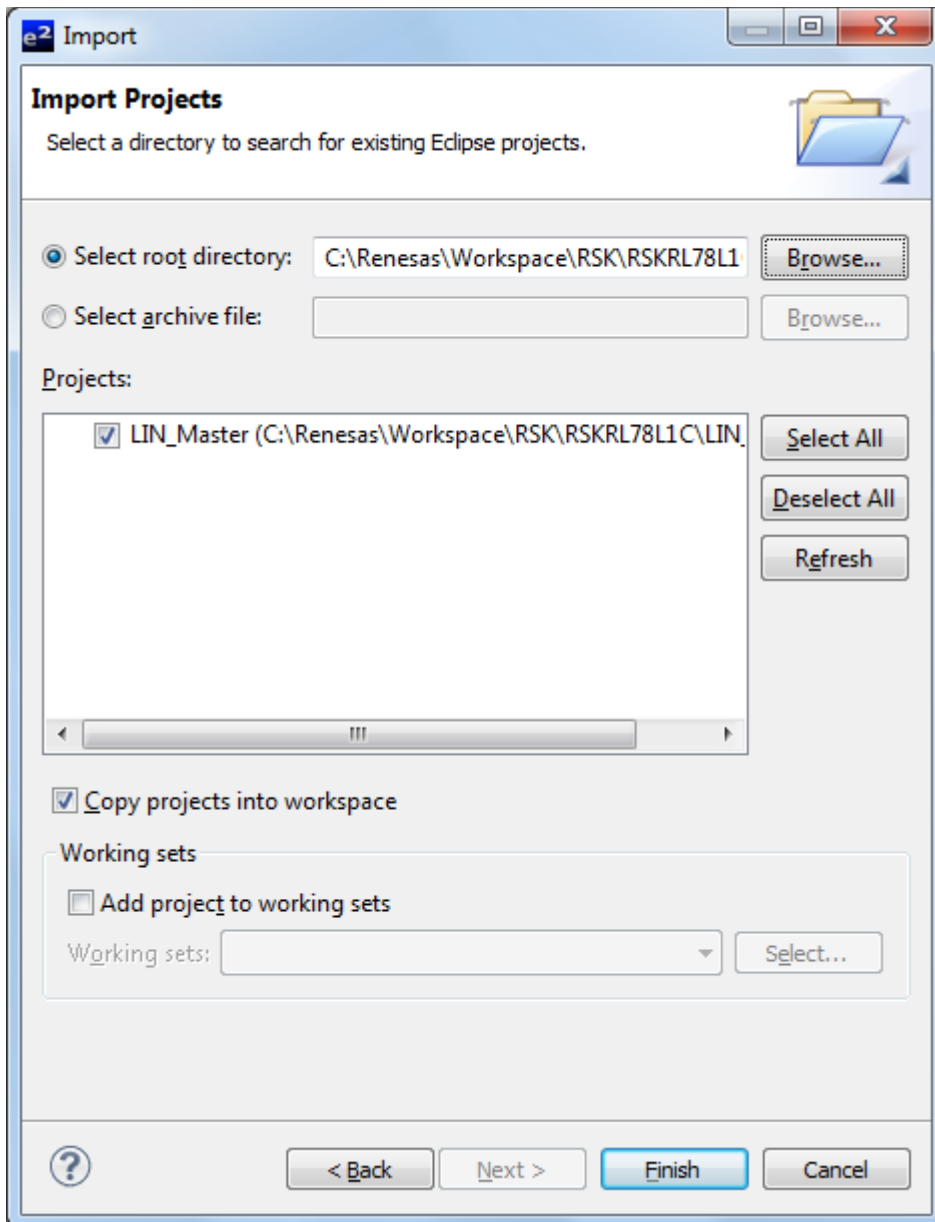 e² Import
Import Projects
Select a directory to search for existing Eclipse projects.
Select root directory: C:\Renesas\Workspace\RSK\RSKRL78L1 Browse...
Select archive file: Browse...
Projects:
LIN_Master (C:\Renesas\Workspace\RSK\RSKRL78L1C\LIN_
Select All
Deselect All
Refresh
Copy projects into workspace
Working sets
Add project to working sets
Working sets: Select...
? < Back Next > Finish Cancel